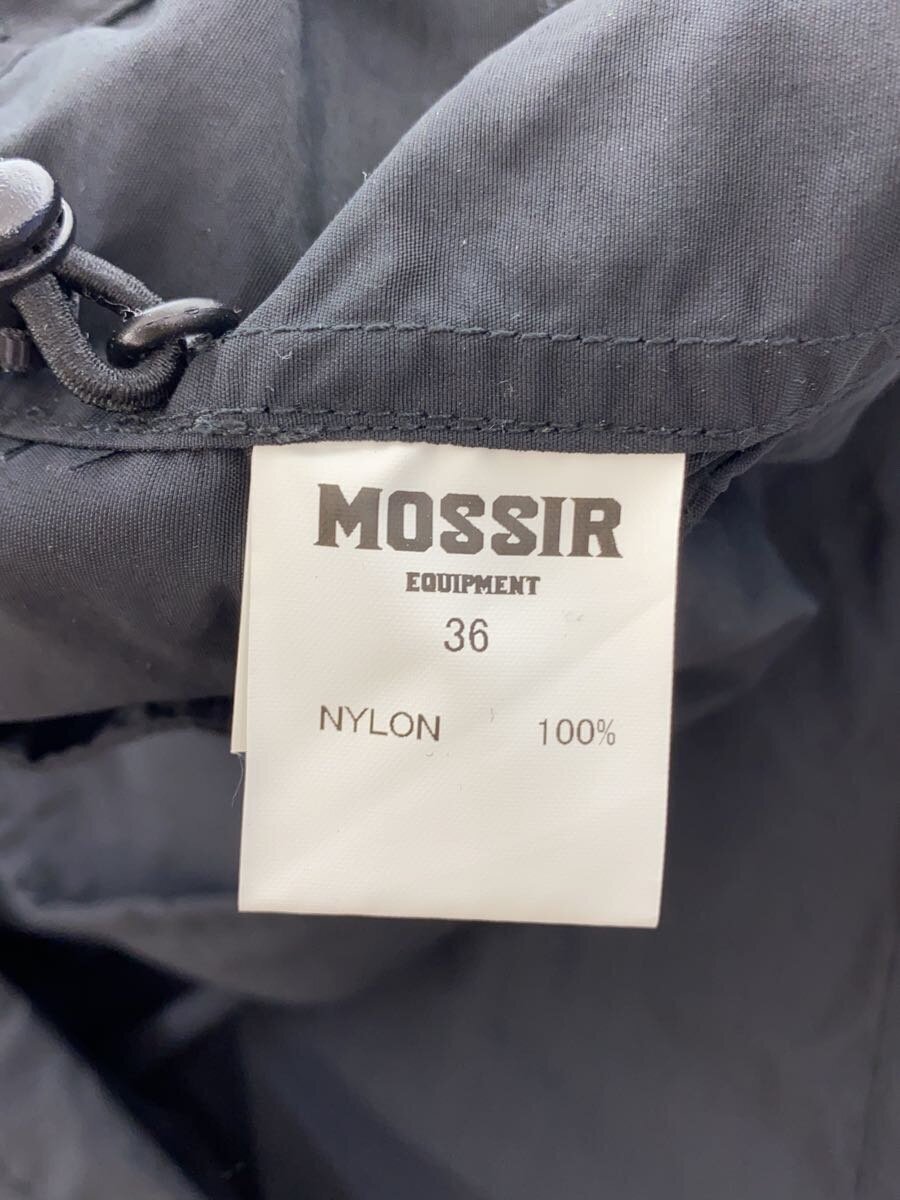 MOSSIR
EQUIPMENT
36
NYLON 100%